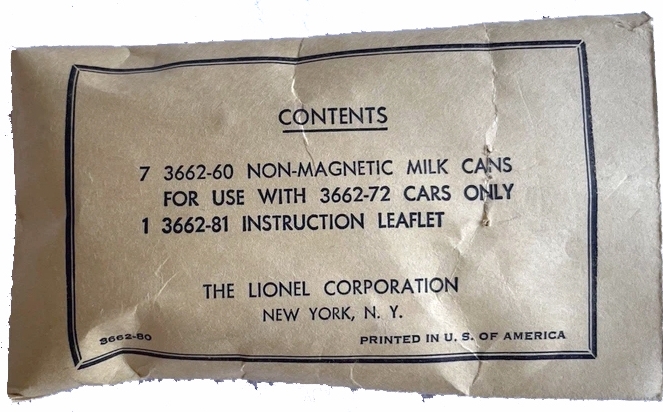 CONTENTS
7 3662-60 NON-MAGNETIC MILK CANS
FOR USE WITH 3662-72 CARS ONLY
1 3662-81 INSTRUCTION LEAFLET
THE LIONEL CORPORATION
NEW YORK, N. Y.
3662-80 PRINTED IN U. S. OF AMERICA